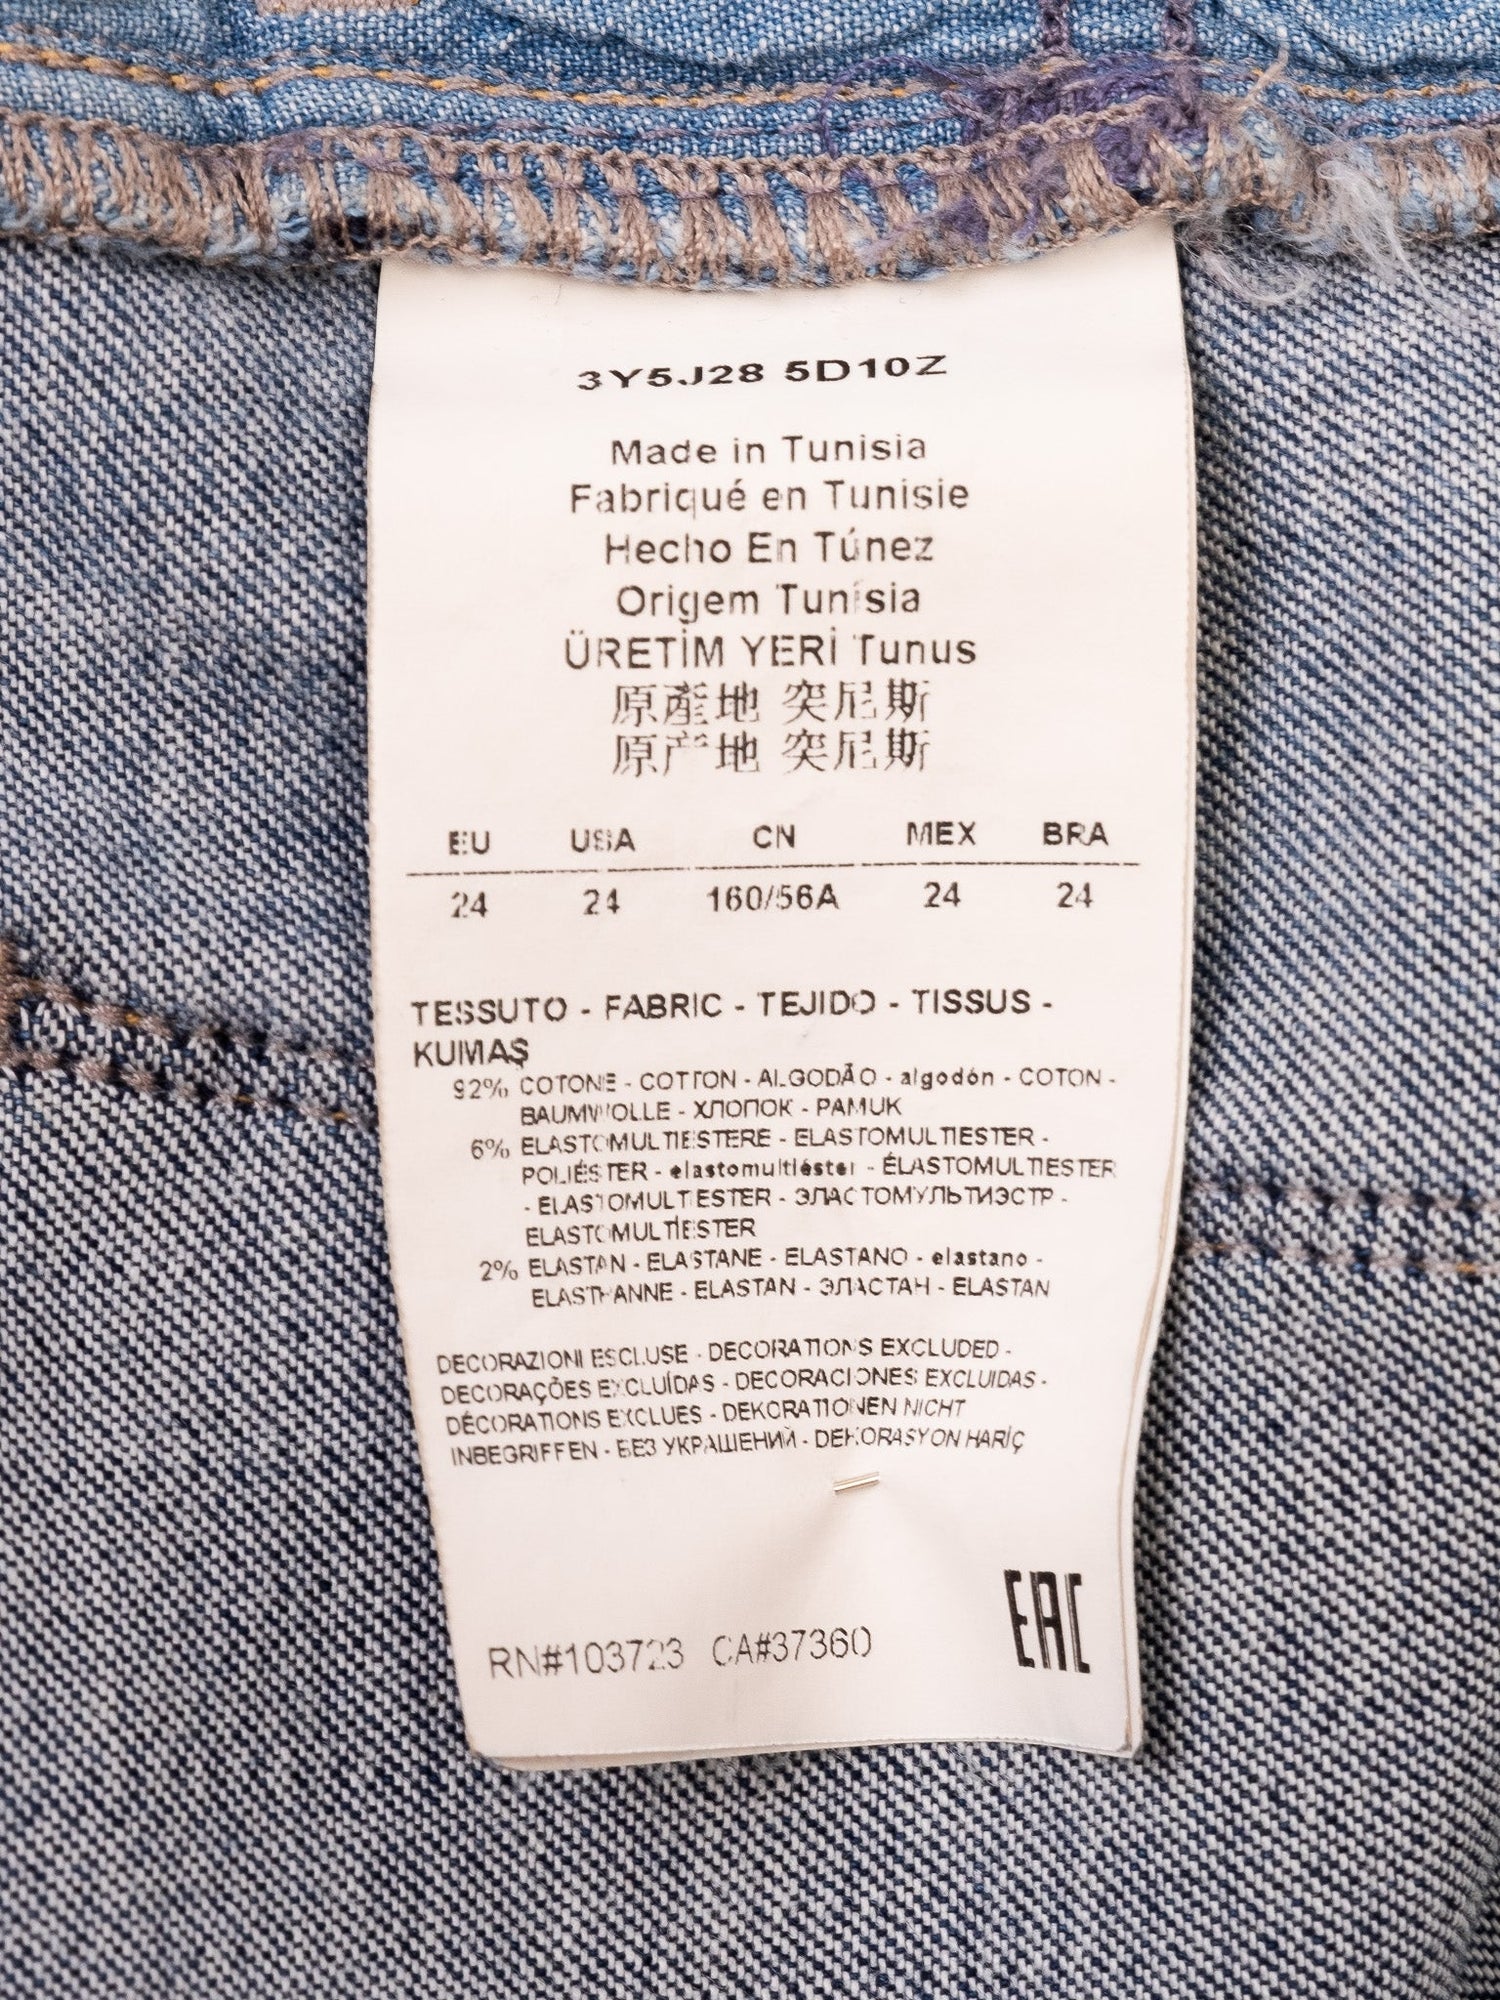 3Y5J28 5D10Z
Made in Tunisia
Fabriqué en Tunisie
Hecho En Túnez
Origem Tunísia
ÜRETİM YERİ Tunus
原產地 突尼斯
原产地 突尼斯
EU USA CN MEX BRA
24 24 160/56A 24 24
TESSUTO - FABRIC - TEJIDO - TISSUS -
KUMAŞ
92% COTONE - COTTON - ALGODÃO - algodón - COTON -
BAUMWOLLE - ХЛОПОК - PAMUK
6% ELASTOMULTIESTERE - ELASTOMULTIESTER -
POLIÉSTER - elastomultiéster - ÉLASTOMULTIESTER
- ELASTOMULTIESTER - ЭЛАСТОМУЛЬТИЭСТР -
ELASTOMULTİESTER
2% ELASTAN - ELASTANE - ELASTANO - elastano -
ELASTHANNE - ELASTAN - ЭЛАСТАН - ELASTAN
DECORAZIONI ESCLUSE - DECORATIONS EXCLUDED -
DECORAÇÕES EXCLUÍDAS - DECORACIONES EXCLUIDAS -
DÉCORATIONS EXCLUES - DEKORATIONEN NICHT
INBEGRIFFEN - БЕЗ УКРАШЕНИЙ - DEKORASYON HARİÇ
RN#103723 CA#37360
EAC